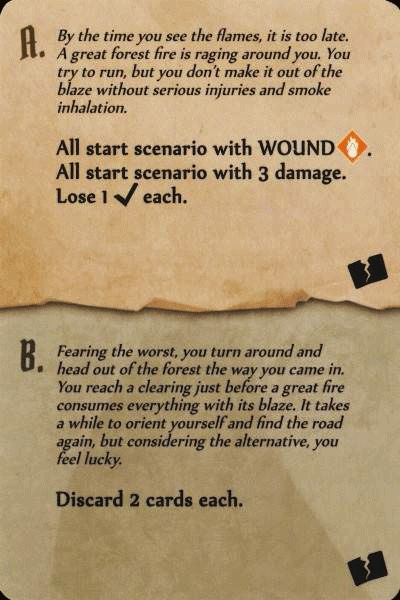 A.
By the time you see the flames, it is too late.
A great forest fire is raging around you. You
try to run, but you don't make it out of the
blaze without serious injuries and smoke
inhalation.
All start scenario with WOUND.
All start scenario with 3 damage.
Lose 1 ✓ each.
B.
Fearing the worst, you turn around and
head out of the forest the way you came in.
You reach a clearing just before a great fire
consumes everything with its blaze. It takes
a while to orient yourself and find the road
again, but considering the alternative, you
feel lucky.
Discard 2 cards each.